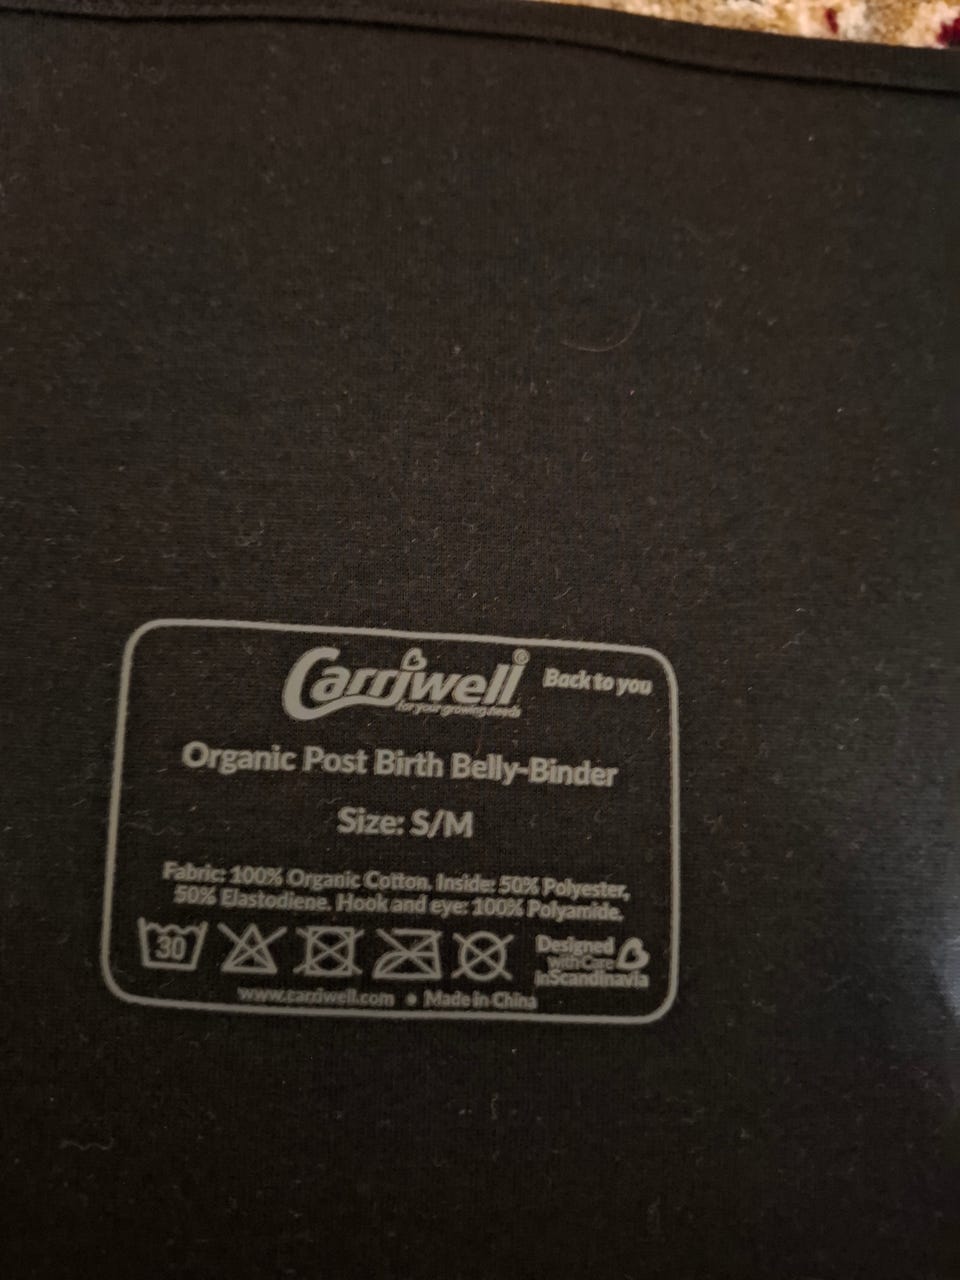 Carriwell®
for your growing needs
Back to you
Organic Post Birth Belly-Binder
Size: S/M
Fabric: 100% Organic Cotton. Inside: 50% Polyester,
50% Elastodiene. Hook and eye: 100% Polyamide.
30
Designed
with Care
inScandinavia
www.carriwell.com • Made in China